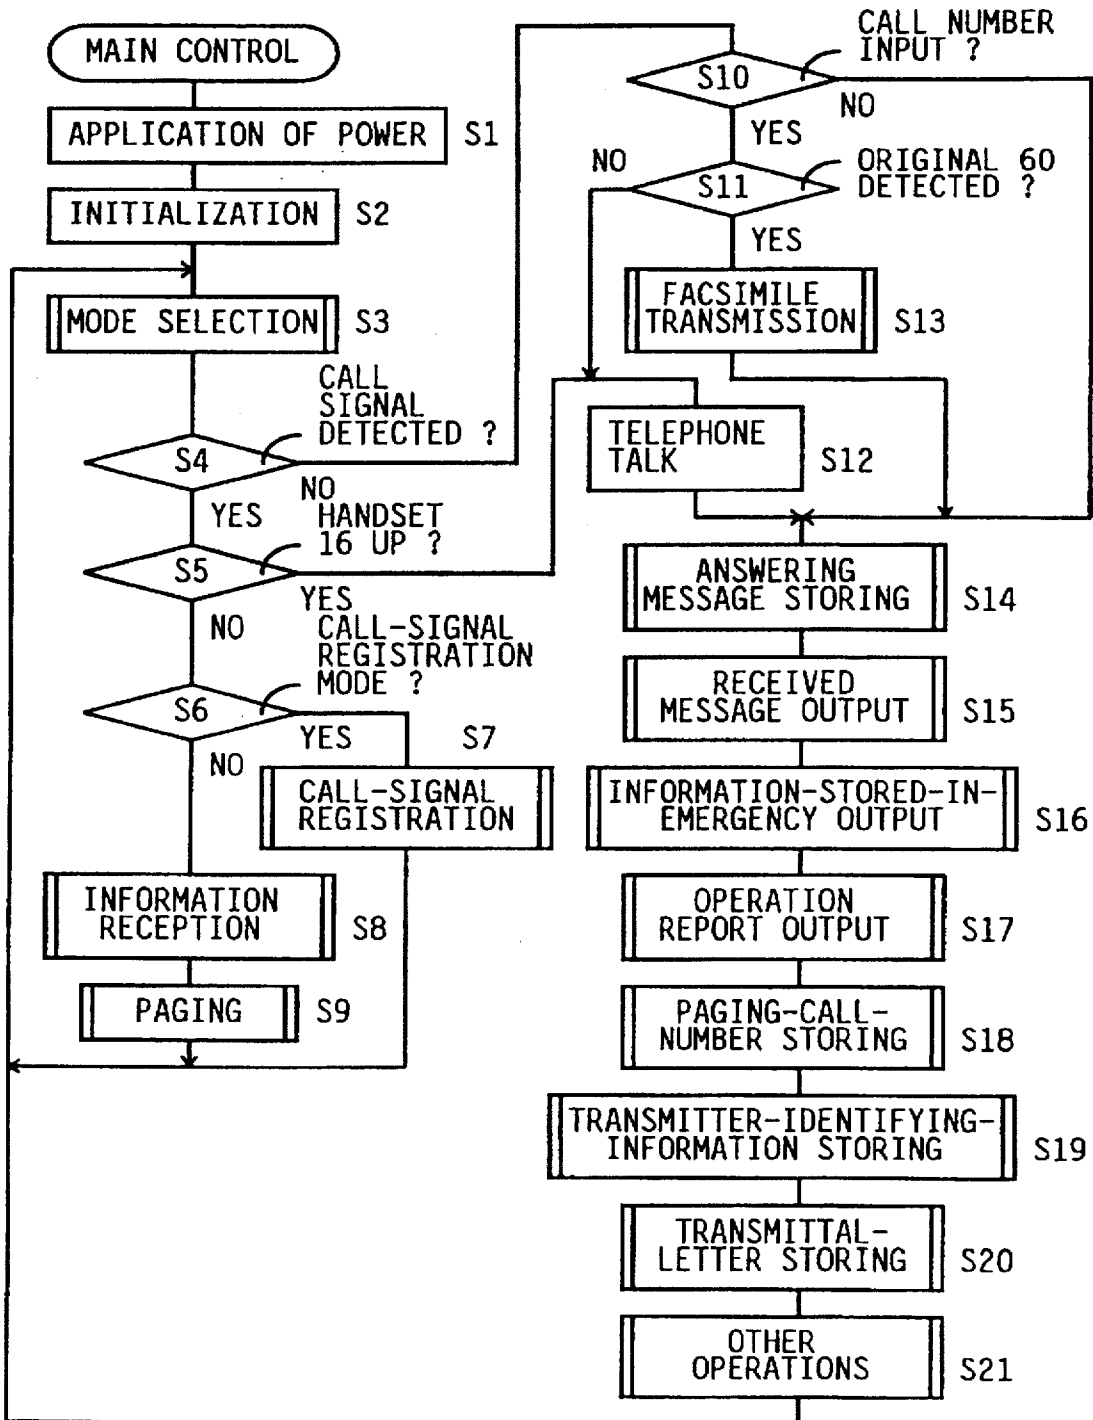 MAIN CONTROL
APPLICATION OF POWER
S1
INITIALIZATION
S2
MODE SELECTION
S3
CALL
SIGNAL
DETECTED ?
S4
NO
YES
HANDSET
16 UP ?
S5
YES
NO
CALL-SIGNAL
REGISTRATION
MODE ?
S6
YES
NO
S7
CALL-SIGNAL
REGISTRATION
INFORMATION
RECEPTION
S8
PAGING
S9
CALL NUMBER
INPUT ?
S10
NO
YES
NO
ORIGINAL 60
DETECTED ?
S11
YES
FACSIMILE
TRANSMISSION
S13
TELEPHONE
TALK
S12
ANSWERING
MESSAGE STORING
S14
RECEIVED
MESSAGE OUTPUT
S15
INFORMATION-STORED-IN-
EMERGENCY OUTPUT
S16
OPERATION
REPORT OUTPUT
S17
PAGING-CALL-
NUMBER STORING
S18
TRANSMITTER-IDENTIFYING-
INFORMATION STORING
S19
TRANSMITTAL-
LETTER STORING
S20
OTHER
OPERATIONS
S21